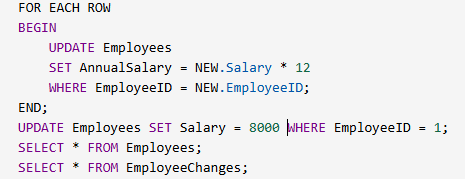 FOR EACH ROW
BEGIN
    UPDATE Employees
    SET AnnualSalary = NEW.Salary * 12
    WHERE EmployeeID = NEW.EmployeeID;
END;
UPDATE Employees SET Salary = 8000 WHERE EmployeeID = 1;
SELECT * FROM Employees;
SELECT * FROM EmployeeChanges;